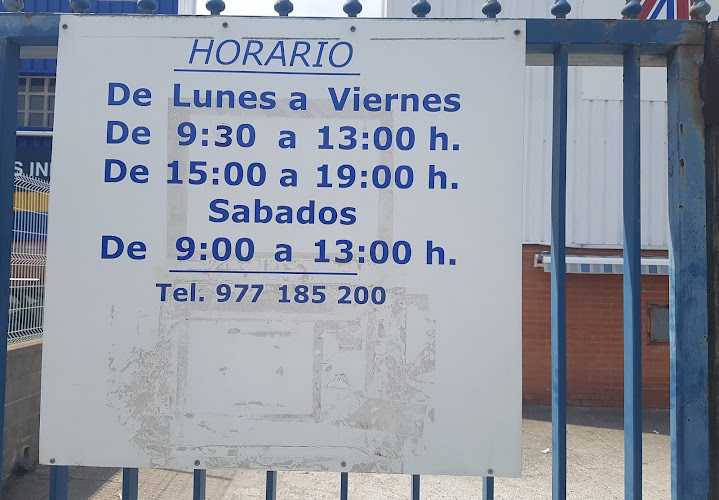 HORARIO
De Lunes a Viernes
De 9:30 a 13:00 h.
De 15:00 a 19:00 h.
Sabados
De 9:00 a 13:00 h.
Tel. 977 185 200